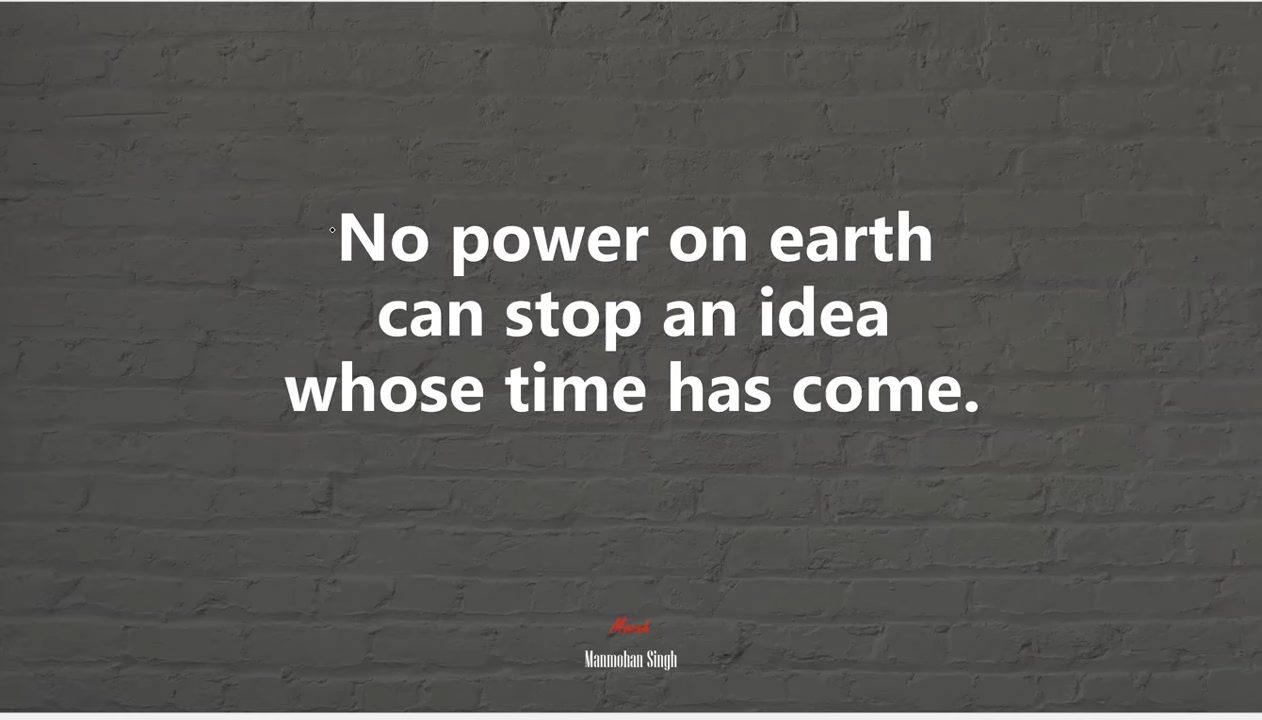 No power on earth
can stop an idea
whose time has come.
Manmohan Singh